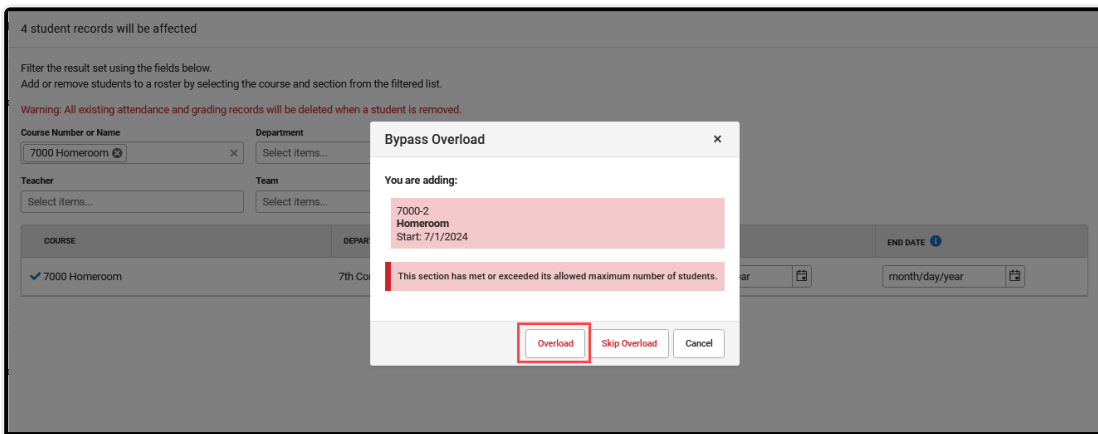 4 student records will be affected
Filter the result set using the fields below.
Add or remove students to a roster by selecting the course and section from the filtered list.
Warning: All existing attendance and grading records will be deleted when a student is removed.
Course Number or Name
Department
7000 Homeroom
Select items...
Teacher
Team
Select items...
Select items...
COURSE
DEPAR
END DATE
7000 Homeroom
7th Co
ar
month/day/year
Bypass Overload
You are adding:
7000-2
Homeroom
Start: 7/1/2024
This section has met or exceeded its allowed maximum number of students.
Overload
Skip Overload
Cancel